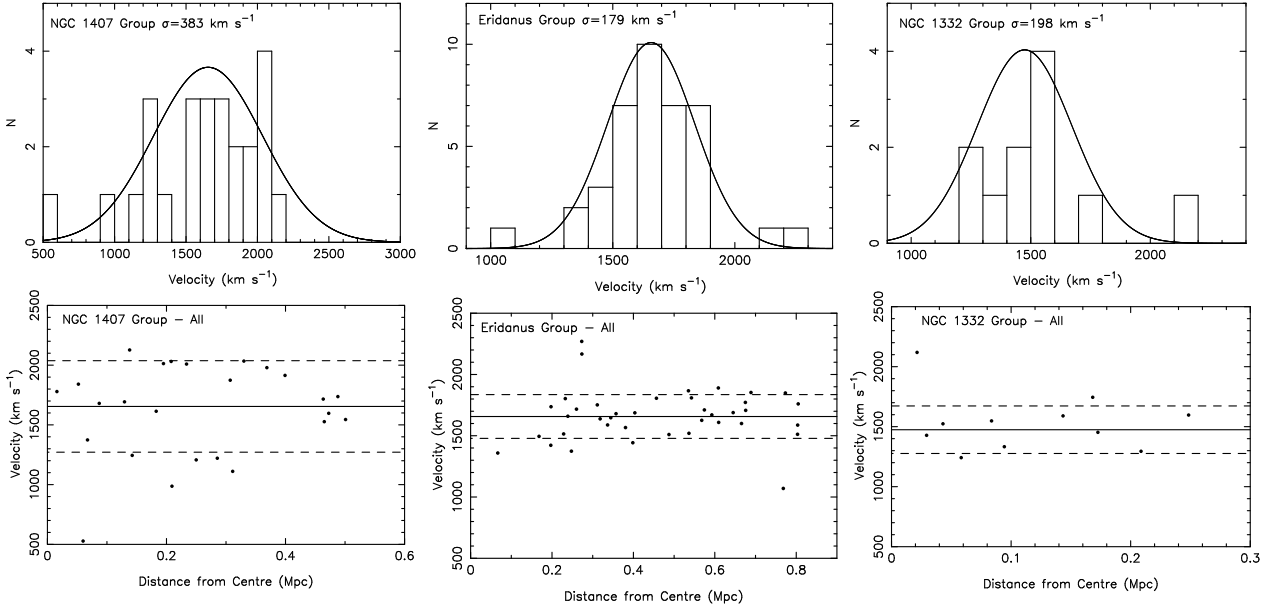 NGC 1407 Group σ=383 km s⁻¹
4
2
0
N
500
1000
1500
2000
2500
3000
Velocity (km s⁻¹)
Eridanus Group σ=179 km s⁻¹
10
5
0
N
1000
1500
2000
Velocity (km s⁻¹)
NGC 1332 Group σ=198 km s⁻¹
4
2
0
N
1000
1500
2000
Velocity (km s⁻¹)
NGC 1407 Group – All
2500
2000
1500
1000
500
Velocity (km s⁻¹)
0
0.2
0.4
0.6
Distance from Centre (Mpc)
Eridanus Group – All
2500
2000
1500
1000
500
Velocity (km s⁻¹)
0
0.2
0.4
0.6
0.8
Distance from Centre (Mpc)
NGC 1332 Group – All
2500
2000
1500
1000
500
Velocity (km s⁻¹)
0
0.1
0.2
0.3
Distance from Centre (Mpc)